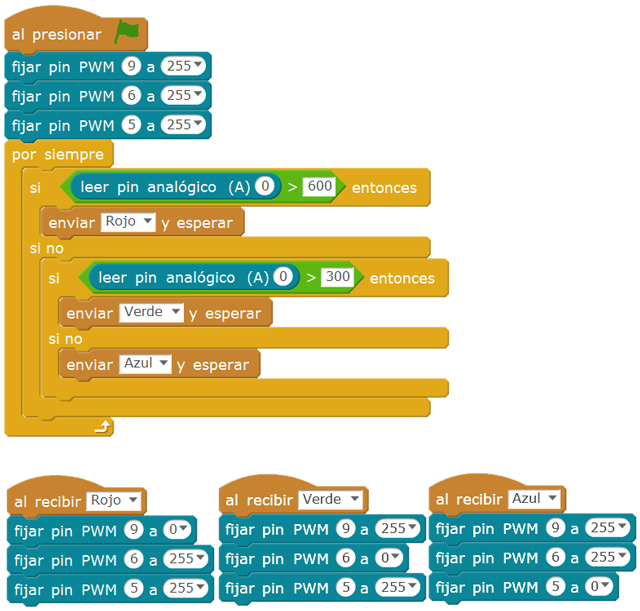 al presionar
fijar pin PWM 9 a 255
fijar pin PWM 6 a 255
fijar pin PWM 5 a 255
por siempre
si leer pin analógico (A) 0 > 600 entonces
enviar Rojo y esperar
si no
si leer pin analógico (A) 0 > 300 entonces
enviar Verde y esperar
si no
enviar Azul y esperar
al recibir Rojo
fijar pin PWM 9 a 0
fijar pin PWM 6 a 255
fijar pin PWM 5 a 255
al recibir Verde
fijar pin PWM 9 a 255
fijar pin PWM 6 a 0
fijar pin PWM 5 a 255
al recibir Azul
fijar pin PWM 9 a 255
fijar pin PWM 6 a 255
fijar pin PWM 5 a 0